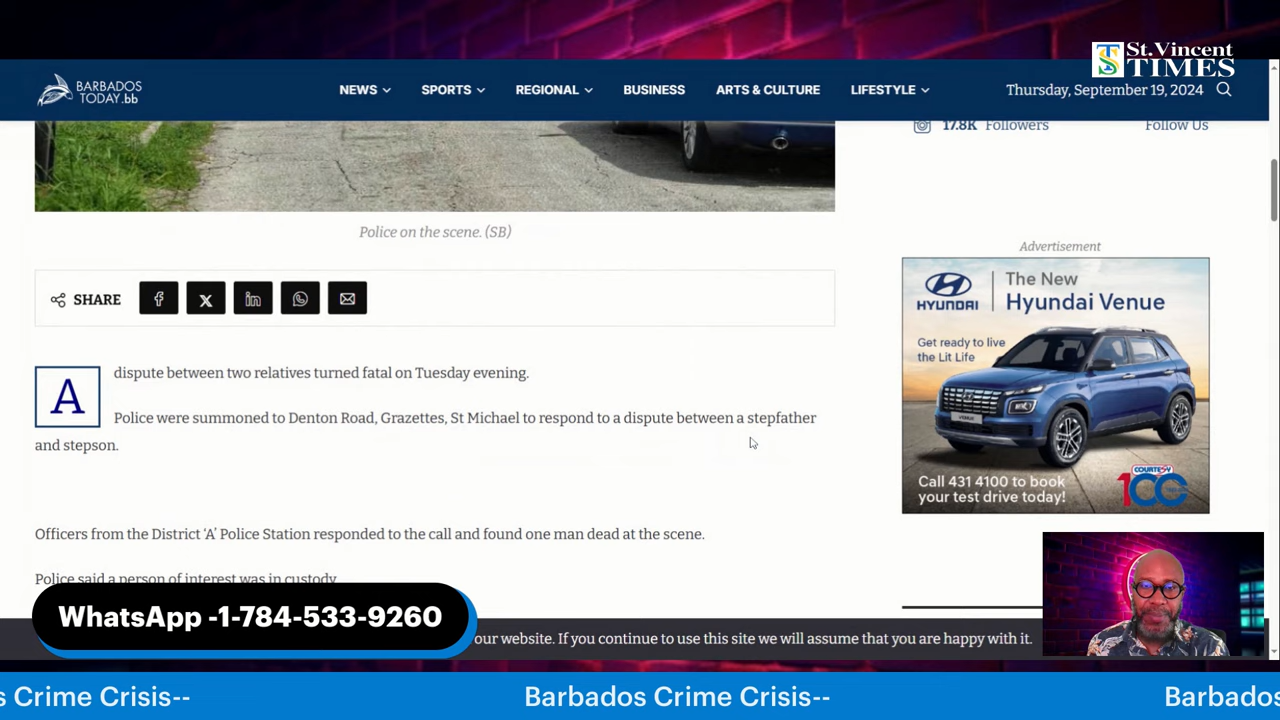 St.Vincent
TIMES
BARBADOS
TODAY.bb
NEWS
SPORTS
REGIONAL
BUSINESS
ARTS & CULTURE
LIFESTYLE
Thursday, September 19, 2024
17.8K Followers
Follow Us
Police on the scene. (SB)
Advertisement
HYUNDAI
The New
Hyundai Venue
Get ready to live
the Lit Life
VENUE
Call 431 4100 to book
your test drive today!
COURTESY
100
SHARE
A dispute between two relatives turned fatal on Tuesday evening.
Police were summoned to Denton Road, Grazettes, St Michael to respond to a dispute between a stepfather
and stepson.
Officers from the District ‘A’ Police Station responded to the call and found one man dead at the scene.
Police said a person of interest was in custody
WhatsApp -1-784-533-9260
our website. If you continue to use this site we will assume that you are happy with it.
s Crime Crisis--
Barbados Crime Crisis--
Barbados